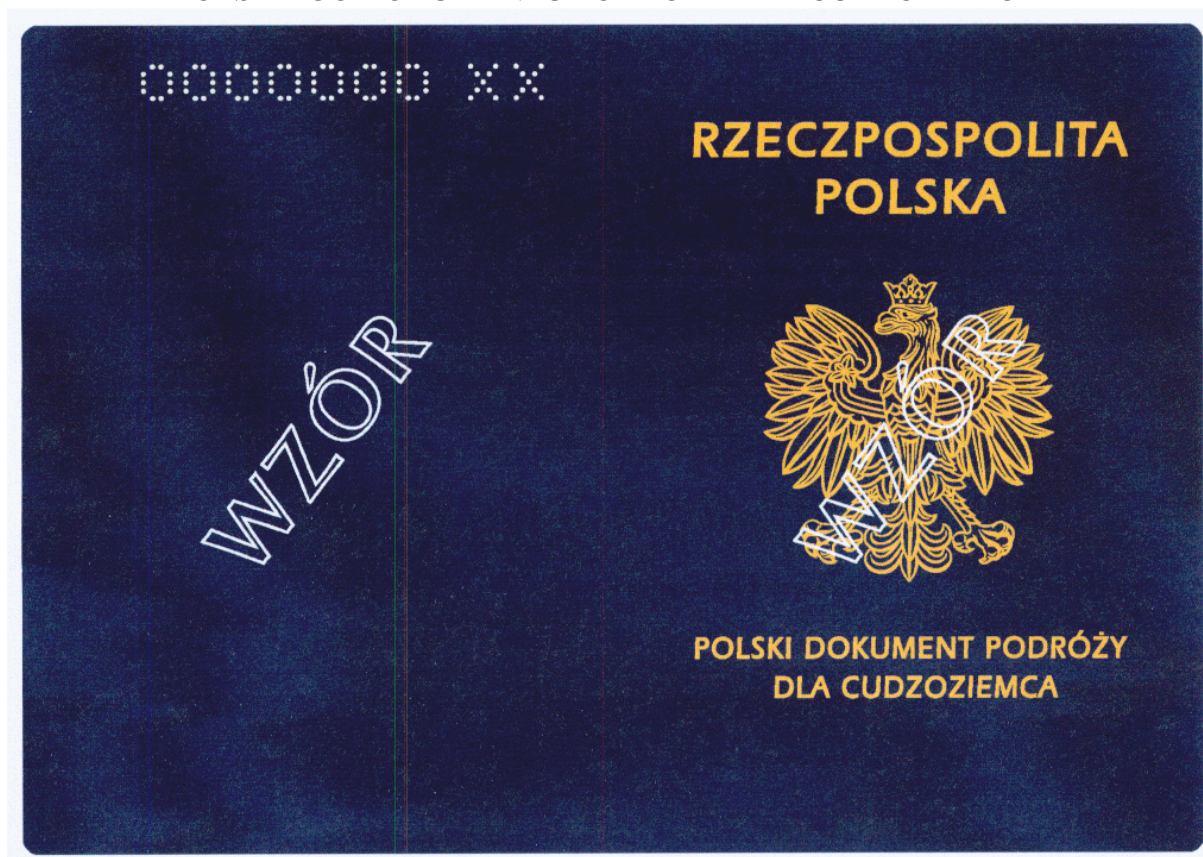 0000000 XX
WZÓR
RZECZPOSPOLITA
POLSKA
WZÓR
POLSKI DOKUMENT PODRÓŻY
DLA CUDZOZIEMCA